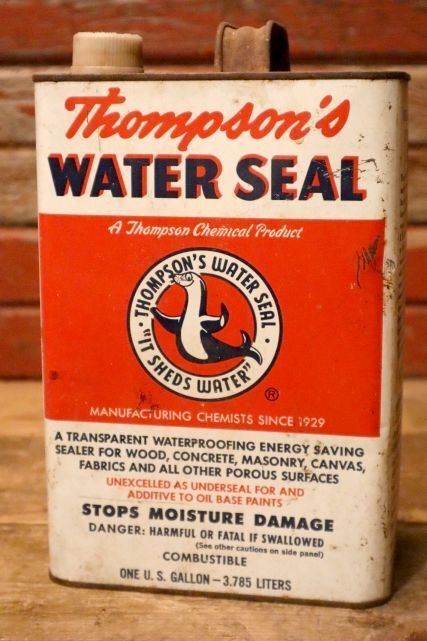 Thompson's
WATER SEAL
A Thompson Chemical Product
• THOMPSON'S WATER SEAL •
"IT SHEDS WATER"
®
MANUFACTURING CHEMISTS SINCE 1929
A TRANSPARENT WATERPROOFING ENERGY SAVING
SEALER FOR WOOD, CONCRETE, MASONRY, CANVAS,
FABRICS AND ALL OTHER POROUS SURFACES
UNEXCELLED AS UNDERSEAL FOR AND
ADDITIVE TO OIL BASE PAINTS
STOPS MOISTURE DAMAGE
DANGER: HARMFUL OR FATAL IF SWALLOWED
(See other cautions on side panel)
COMBUSTIBLE
ONE U. S. GALLON – 3.785 LITERS